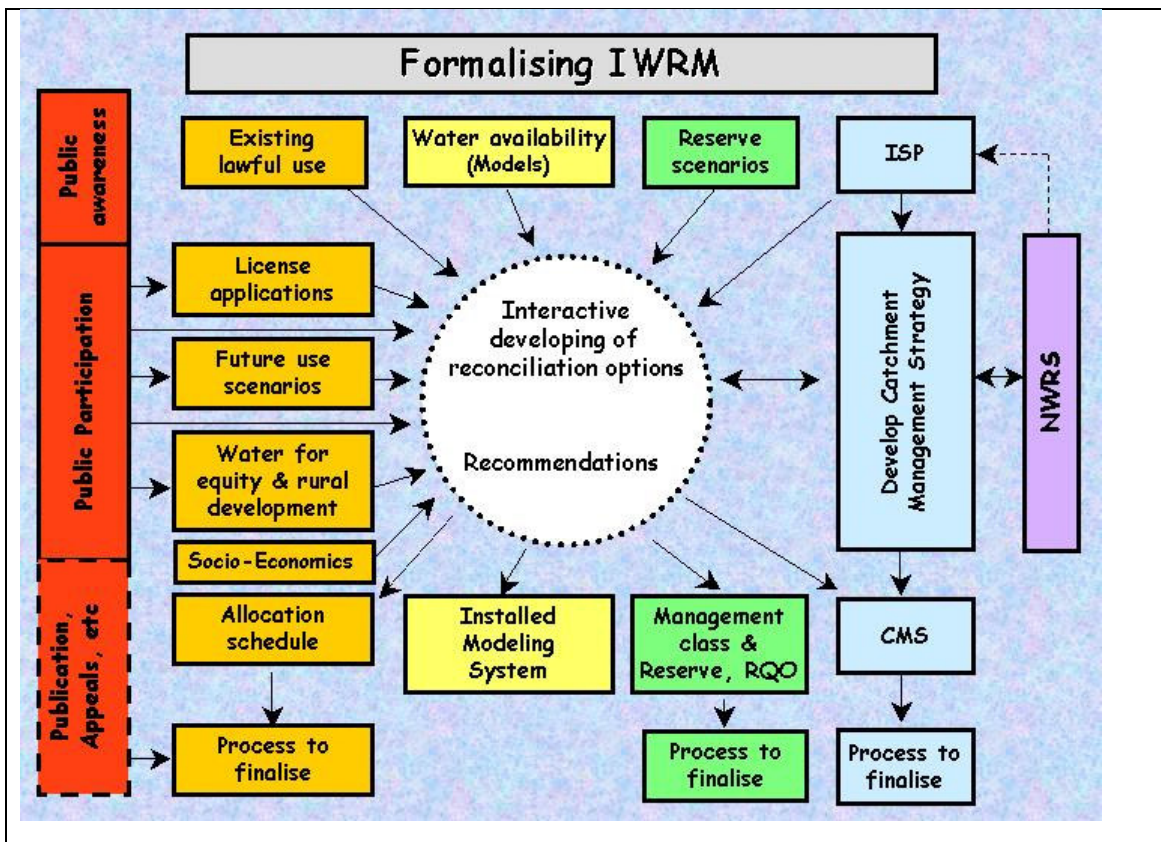 Formalising IWRM
Public
awareness
Existing
lawful use
Water availability
(Models)
Reserve
scenarios
ISP
Public Participation
License
applications
Future use
scenarios
Water for
equity & rural
development
Socio-Economics
Interactive
developing of
reconciliation options
Recommendations
Develop Catchment
Management Strategy
NWRS
Publication,
Appeals, etc
Allocation
schedule
Installed
Modeling
System
Management
class &
Reserve, RQO
CMS
Process to
finalise
Process to
finalise
Process to
finalise